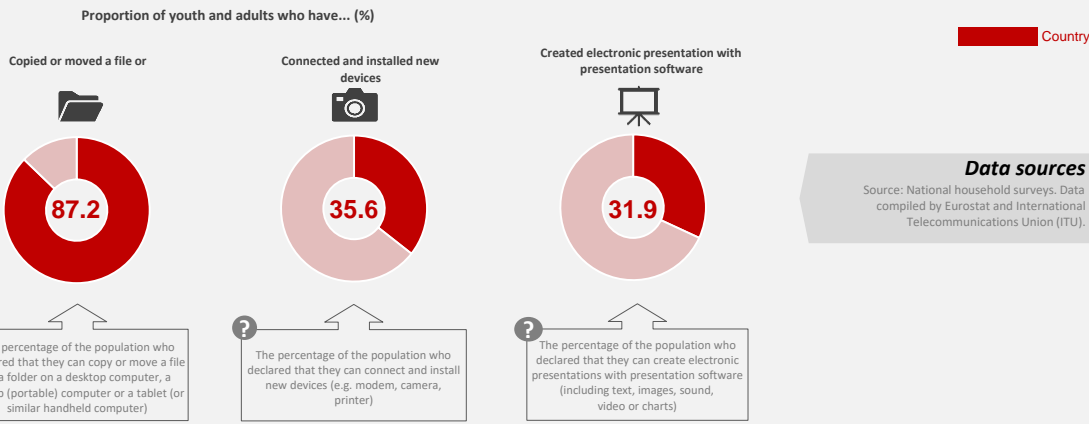 Proportion of youth and adults who have... (%)
Country
Copied or moved a file or
Connected and installed new
devices
Created electronic presentation with
presentation software
87.2
35.6
31.9
Data sources
Source: National household surveys. Data
compiled by Eurostat and International
Telecommunications Union (ITU).
percentage of the population who
red that they can copy or move a file
a folder on a desktop computer, a
(portable) computer or a tablet (or
similar handheld computer)
?
The percentage of the population who
declared that they can connect and install
new devices (e.g. modem, camera,
printer)
?
The percentage of the population who
declared that they can create electronic
presentations with presentation software
(including text, images, sound,
video or charts)